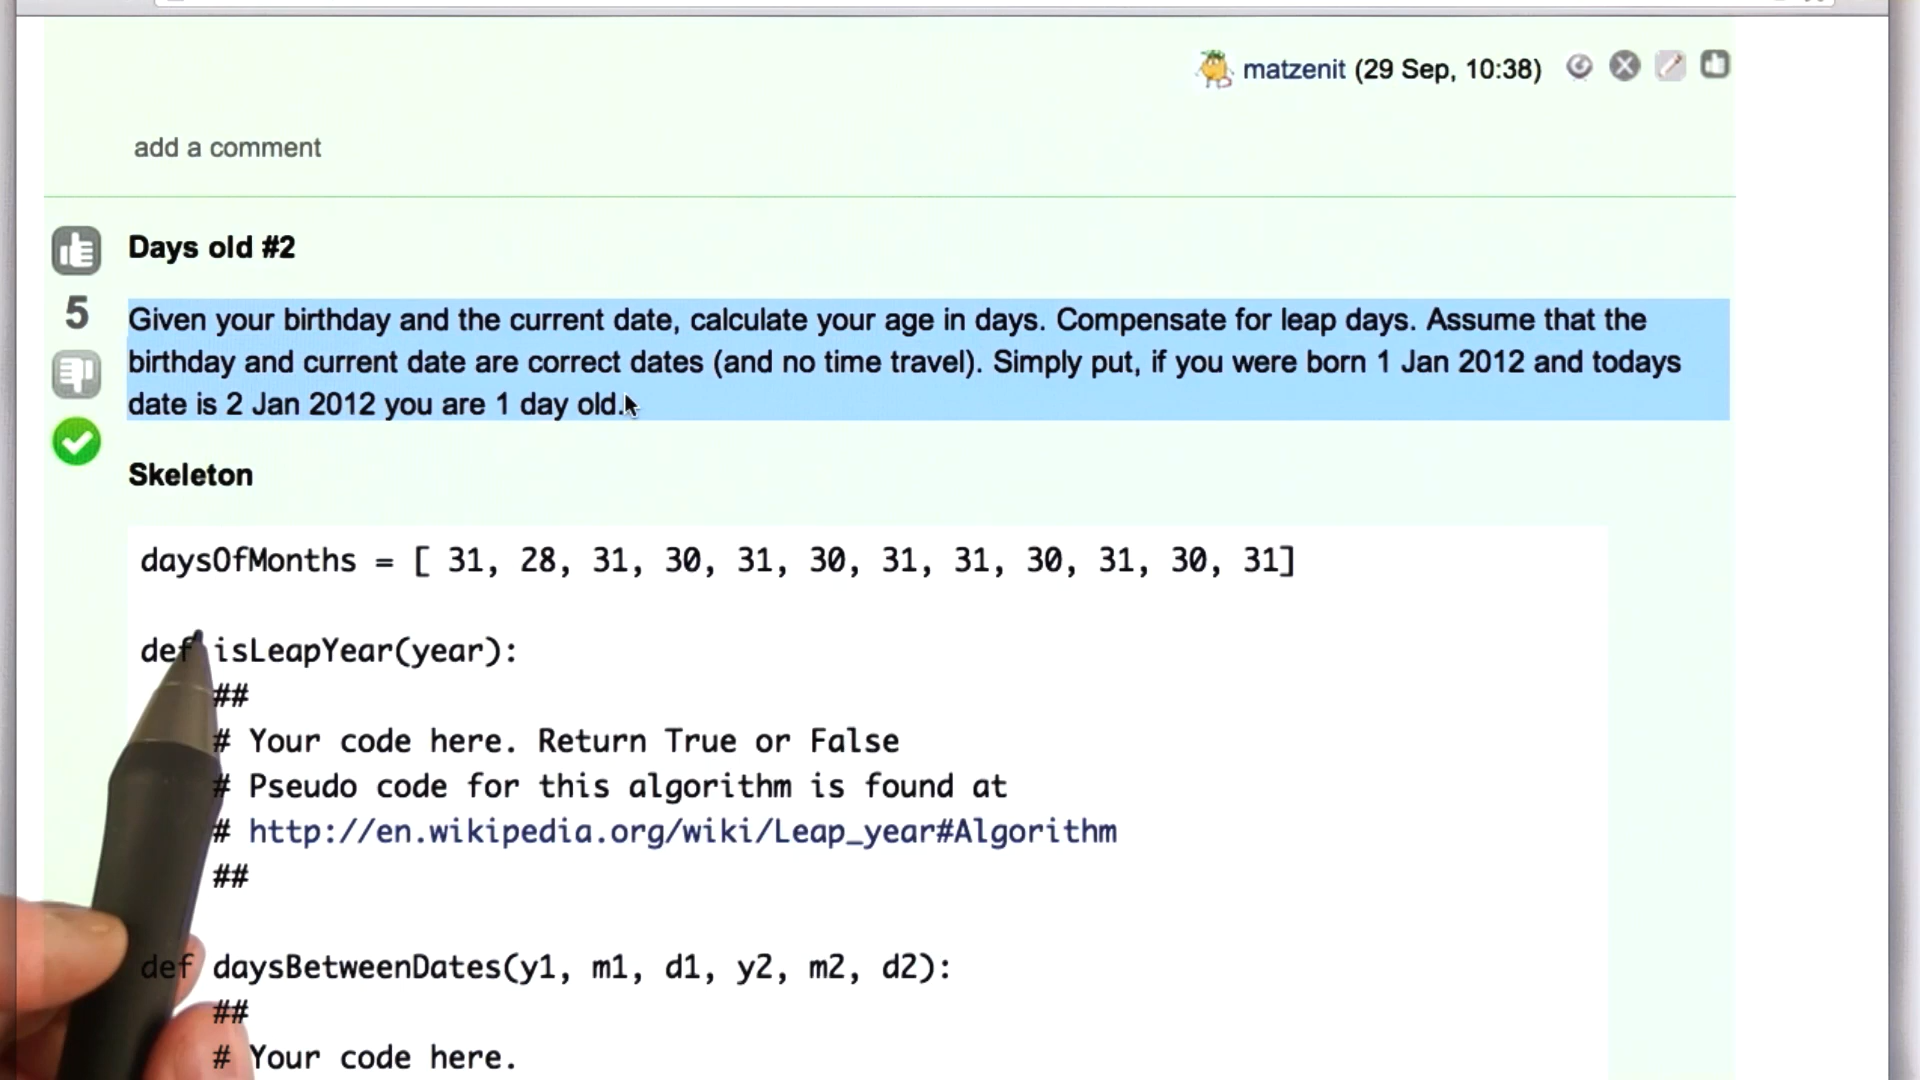 matzenit (29 Sep, 10:38)
add a comment
Days old #2
5
Given your birthday and the current date, calculate your age in days. Compensate for leap days. Assume that the
birthday and current date are correct dates (and no time travel). Simply put, if you were born 1 Jan 2012 and todays
date is 2 Jan 2012 you are 1 day old.
Skeleton
daysOfMonths = [ 31, 28, 31, 30, 31, 30, 31, 31, 30, 31, 30, 31]
def isLeapYear(year):
##
# Your code here. Return True or False
# Pseudo code for this algorithm is found at
# http://en.wikipedia.org/wiki/Leap_year#Algorithm
##
def daysBetweenDates(y1, m1, d1, y2, m2, d2):
##
# Your code here.